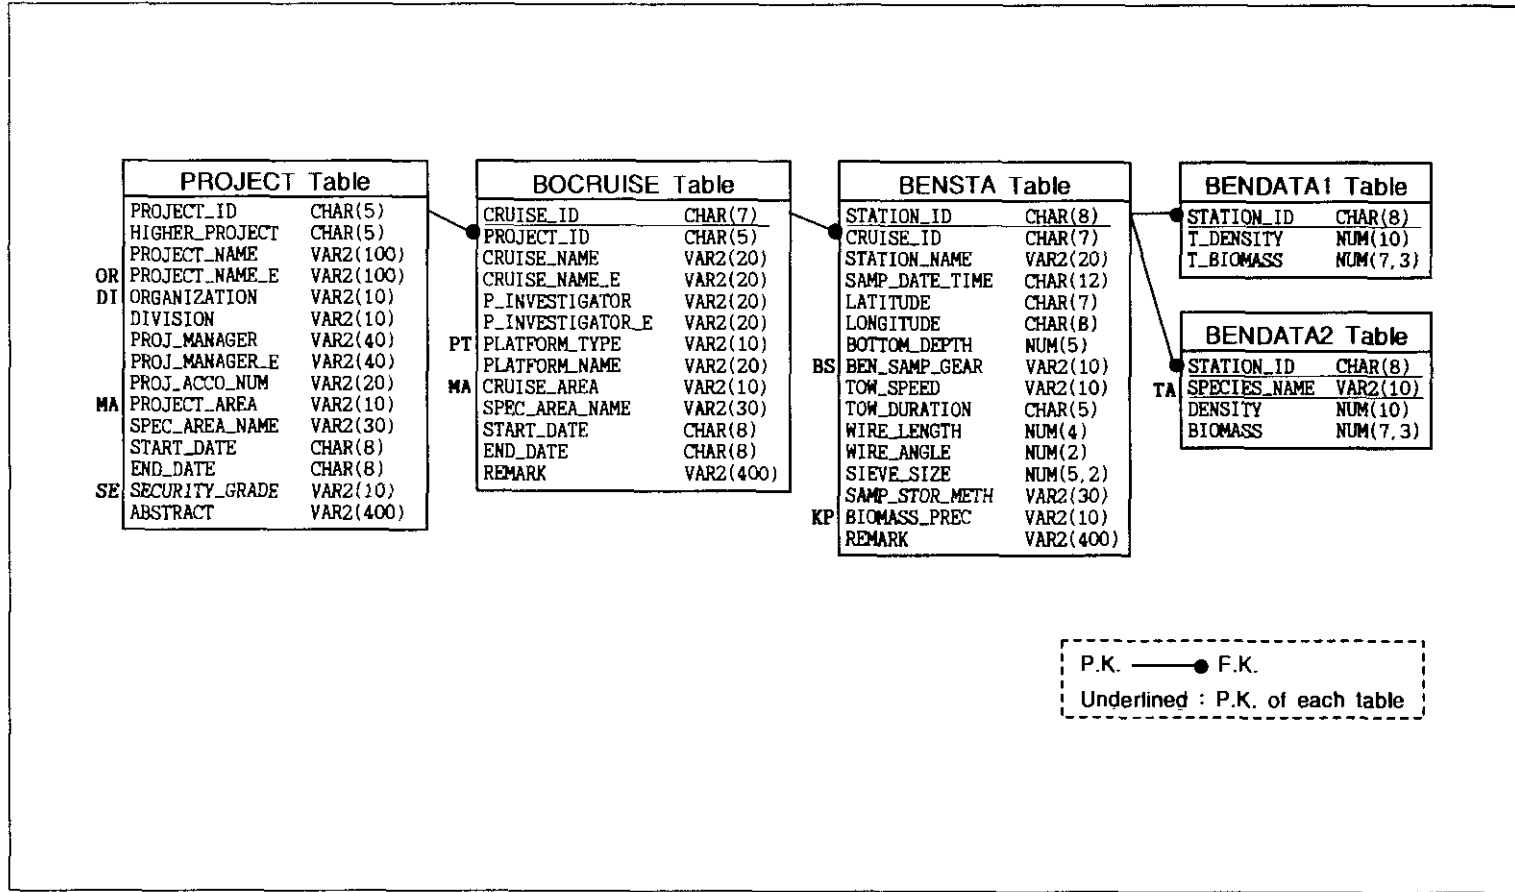 PROJECT Table
PROJECT_ID CHAR(5)
HIGHER_PROJECT CHAR(5)
PROJECT_NAME VAR2(100)
OR PROJECT_NAME_E VAR2(100)
DI ORGANIZATION VAR2(10)
DIVISION VAR2(10)
PROJ_MANAGER VAR2(40)
PROJ_MANAGER_E VAR2(40)
PROJ_ACCO_NUM VAR2(20)
MA PROJECT_AREA VAR2(10)
SPEC_AREA_NAME VAR2(30)
START_DATE CHAR(8)
END_DATE CHAR(8)
SE SECURITY_GRADE VAR2(10)
ABSTRACT VAR2(400)
BOCRUISE Table
CRUISE_ID CHAR(7)
PROJECT_ID CHAR(5)
CRUISE_NAME VAR2(20)
CRUISE_NAME_E VAR2(20)
P_INVESTIGATOR VAR2(20)
P_INVESTIGATOR_E VAR2(20)
PT PLATFORM_TYPE VAR2(10)
PLATFORM_NAME VAR2(20)
MA CRUISE_AREA VAR2(10)
SPEC_AREA_NAME VAR2(30)
START_DATE CHAR(8)
END_DATE CHAR(8)
REMARK VAR2(400)
BENSTA Table
STATION_ID CHAR(8)
CRUISE_ID CHAR(7)
STATION_NAME VAR2(20)
SAMP_DATE_TIME CHAR(12)
LATITUDE CHAR(7)
LONGITUDE CHAR(8)
BOTTOM_DEPTH NUM(5)
BS BEN_SAMP_GEAR VAR2(10)
TOW_SPEED VAR2(10)
TOW_DURATION CHAR(5)
WIRE_LENGTH NUM(4)
WIRE_ANGLE NUM(2)
SIEVE_SIZE NUM(5,2)
SAMP_STOR_METH VAR2(30)
KP BIOMASS_PREC VAR2(10)
REMARK VAR2(400)
BENDATA1 Table
STATION_ID CHAR(8)
T_DENSITY NUM(10)
T_BIOMASS NUM(7,3)
BENDATA2 Table
STATION_ID CHAR(8)
TA SPECIES_NAME VAR2(10)
DENSITY NUM(10)
BIOMASS NUM(7,3)
P.K. F.K.
Underlined : P.K. of each table